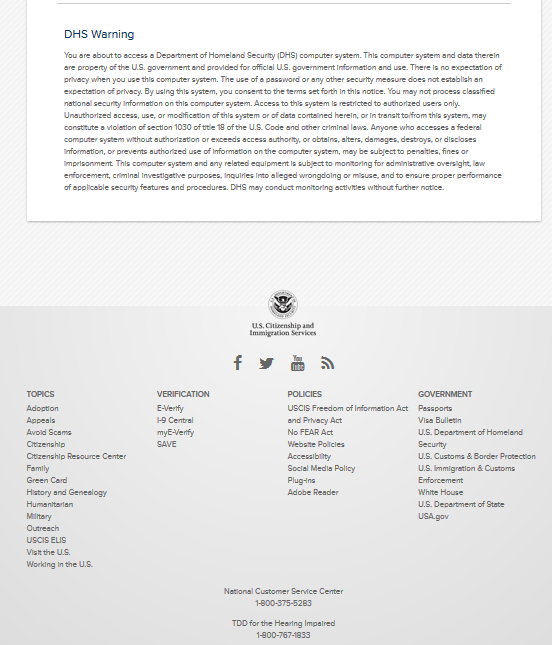 DHS Warning
You are about to access a Department of Homeland Security (DHS) computer system. This computer system and data therein
are property of the U.S. government and provided for official U.S. government information and use. There is no expectation of
privacy when you use this computer system. The use of a password or any other security measure does not establish an
expectation of privacy. By using this system, you consent to the terms set forth in this notice. You may not process classified
national security information on this computer system. Access to this system is restricted to authorized users only.
Unauthorized access, use, or modification of this system or of data contained herein, or in transit to/from this system, may
constitute a violation of section 1030 of title 18 of the U.S. Code and other criminal laws. Anyone who accesses a federal
computer system without authorization or exceeds access authority, or obtains, alters, damages, destroys, or discloses
information, or prevents authorized use of information on the computer system, may be subject to penalties, fines or
imprisonment. This computer system and any related equipment is subject to monitoring for administrative oversight, law
enforcement, criminal investigative purposes, inquiries into alleged wrongdoing or misuse, and to ensure proper performance
of applicable security features and procedures. DHS may conduct monitoring activities without further notice.
U.S. Citizenship and
Immigration Services
You
Tube
TOPICS
Adoption
Appeals
Avoid Scams
Citizenship
Citizenship Resource Center
Family
Green Card
History and Genealogy
Humanitarian
Military
Outreach
USCIS ELIS
Visit the U.S.
Working in the U.S.
VERIFICATION
E-Verify
I-9 Central
myE-Verify
SAVE
POLICIES
USCIS Freedom of Information Act
and Privacy Act
No FEAR Act
Website Policies
Accessibility
Social Media Policy
Plug-ins
Adobe Reader
GOVERNMENT
Passports
Visa Bulletin
U.S. Department of Homeland
Security
U.S. Customs & Border Protection
U.S. Immigration & Customs
Enforcement
White House
U.S. Department of State
USA.gov
National Customer Service Center
1-800-375-5283
TDD for the Hearing Impaired
1-800-767-1833